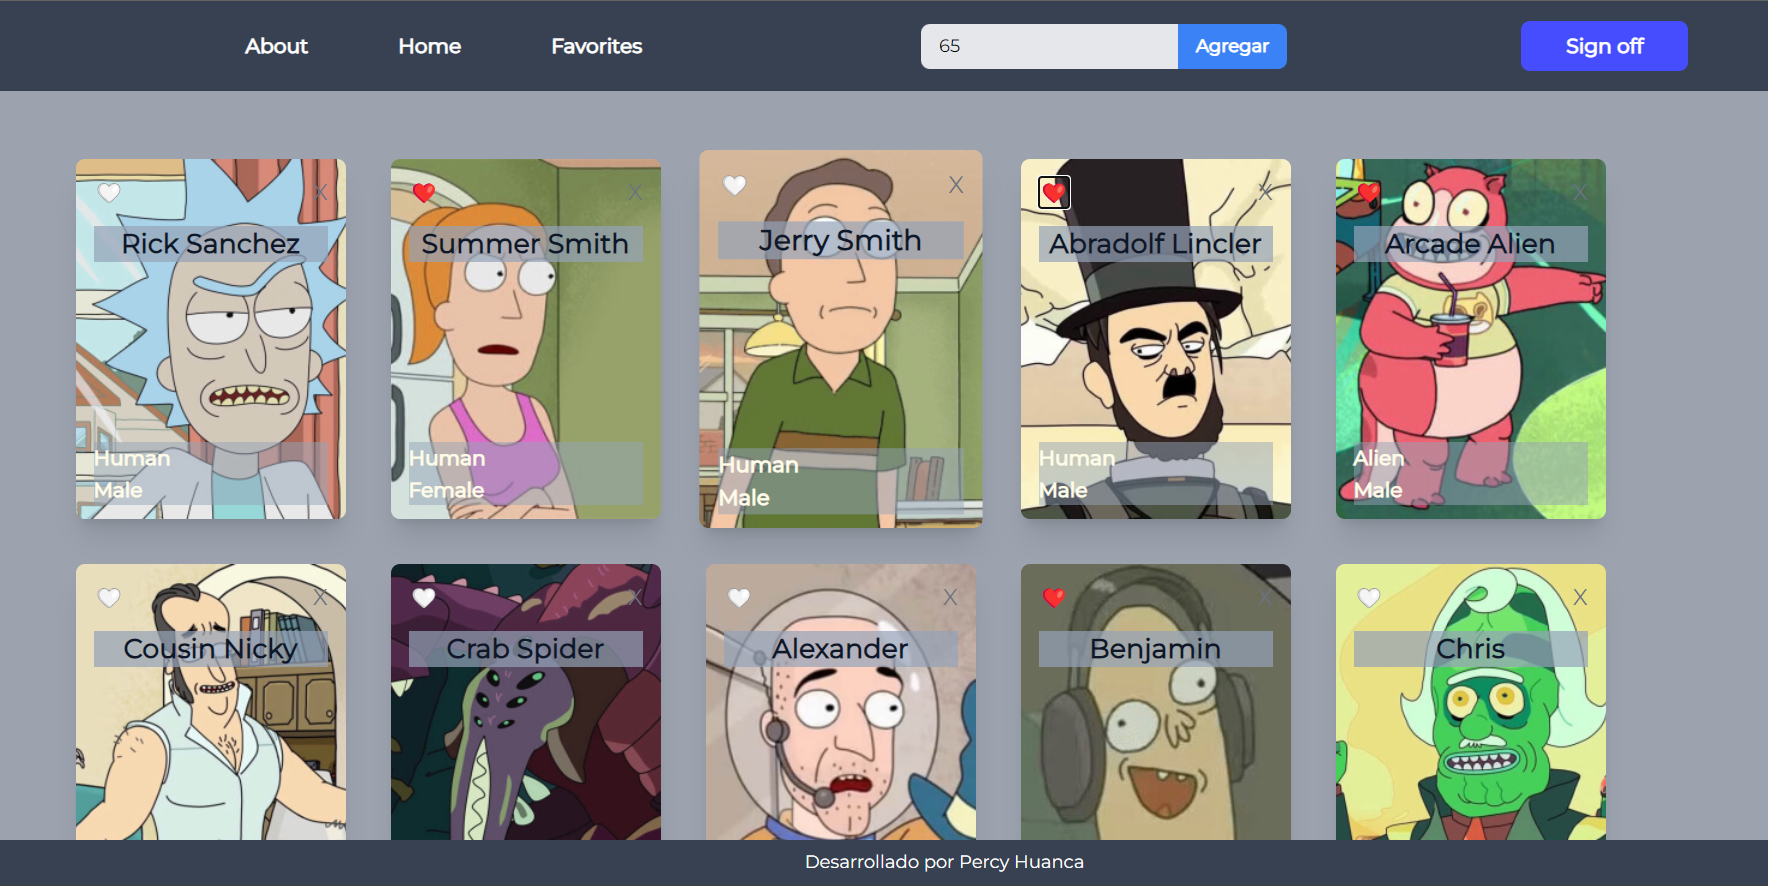 About
Home
Favorites
65
Agregar
Sign off
X
Rick Sanchez
Human
Male
X
Summer Smith
Human
Female
X
Jerry Smith
Human
Male
X
Abradolf Lincler
Human
Male
X
Arcade Alien
Alien
Male
X
Cousin Nicky
X
Crab Spider
X
Alexander
X
Benjamin
X
Chris
Desarrollado por Percy Huanca